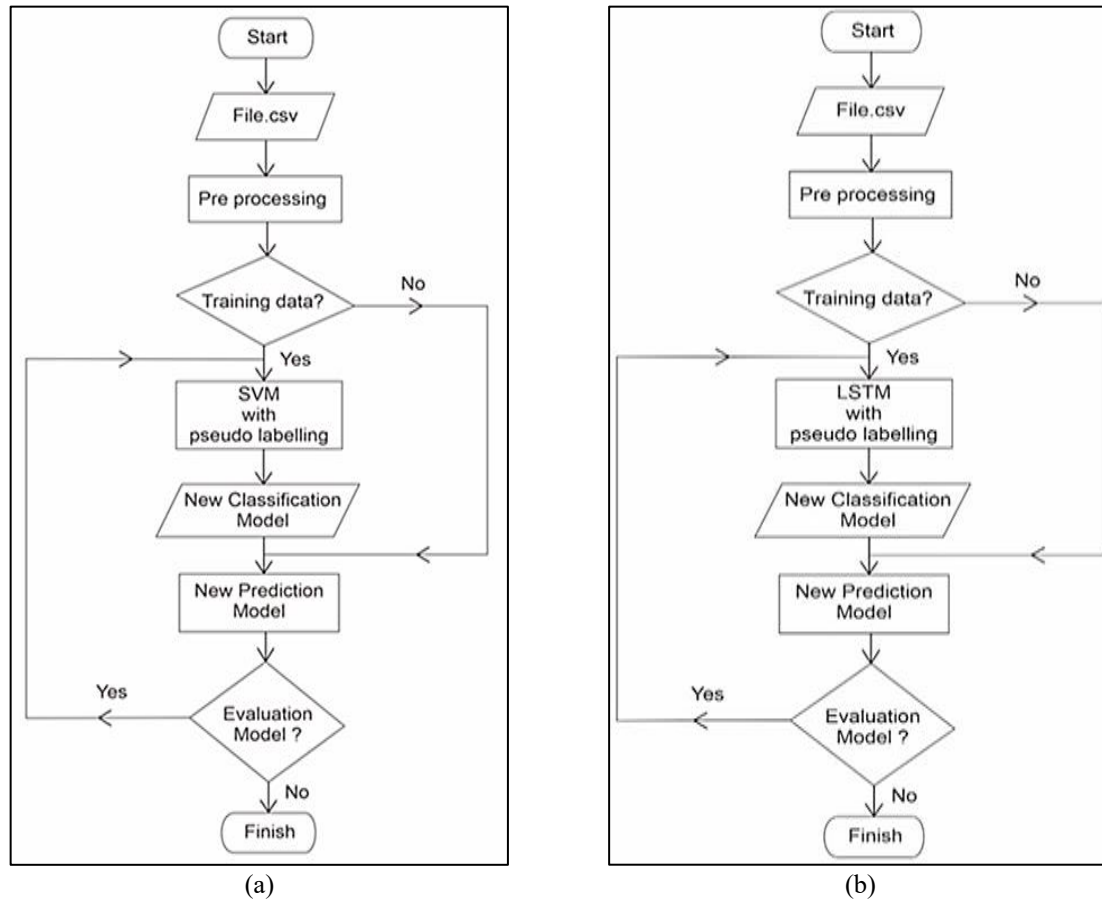 Start
File.csv
Pre processing
Training data?
No
Yes
SVM
with
pseudo labelling
New Classification
Model
New Prediction
Model
Yes
Evaluation
Model ?
No
Finish
(a)
Start
File.csv
Pre processing
Training data?
No
Yes
LSTM
with
pseudo labelling
New Classification
Model
New Prediction
Model
Yes
Evaluation
Model ?
No
Finish
(b)